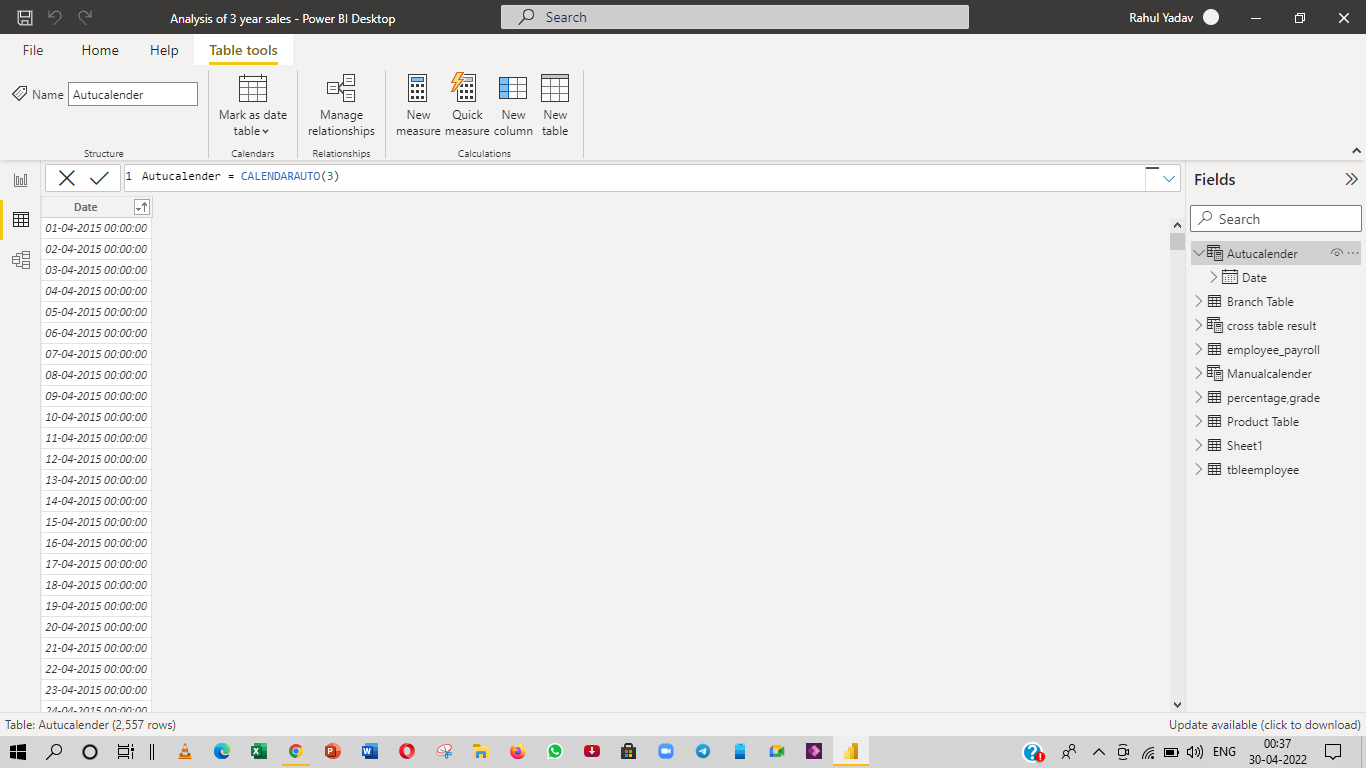 Analysis of 3 year sales - Power BI Desktop
Search
Rahul Yadav
File Home Help Table tools
Name Autucalender
Mark as date table
Manage relationships
New measure
Quick measure
New column
New table
Structure
Calendars
Relationships
Calculations
1 Autucalender = CALENDARAUTO(3)
Date
01-04-2015 00:00:00
02-04-2015 00:00:00
03-04-2015 00:00:00
04-04-2015 00:00:00
05-04-2015 00:00:00
06-04-2015 00:00:00
07-04-2015 00:00:00
08-04-2015 00:00:00
09-04-2015 00:00:00
10-04-2015 00:00:00
11-04-2015 00:00:00
12-04-2015 00:00:00
13-04-2015 00:00:00
14-04-2015 00:00:00
15-04-2015 00:00:00
16-04-2015 00:00:00
17-04-2015 00:00:00
18-04-2015 00:00:00
19-04-2015 00:00:00
20-04-2015 00:00:00
21-04-2015 00:00:00
22-04-2015 00:00:00
23-04-2015 00:00:00
24-04-2015 00:00:00
Fields
Search
Autucalender
Date
Branch Table
cross table result
employee_payroll
Manualcalender
percentage,grade
Product Table
Sheet1
tbleemployee
Table: Autucalender (2,557 rows)
Update available (click to download)
ENG
00:37
30-04-2022